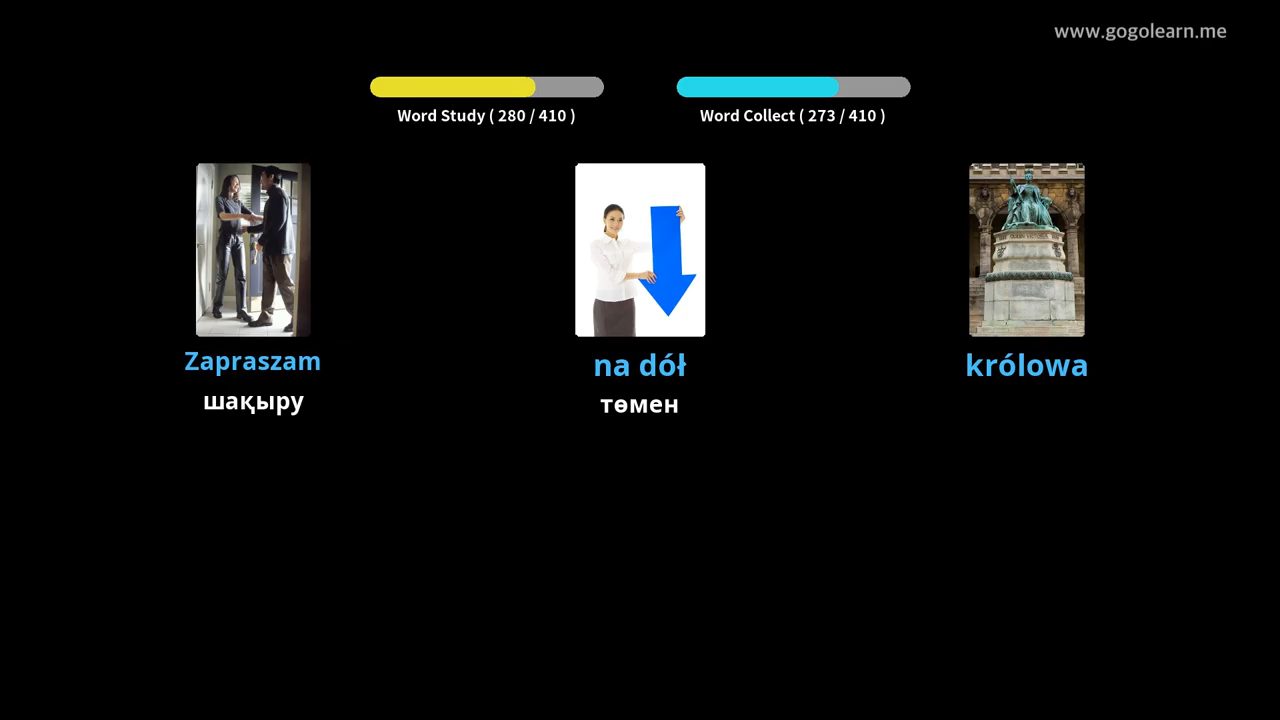 www.gogolearn.me
Word Study ( 280 / 410 )
Word Collect ( 273 / 410 )
Zapraszam
шақыру
na dół
төмен
królowa